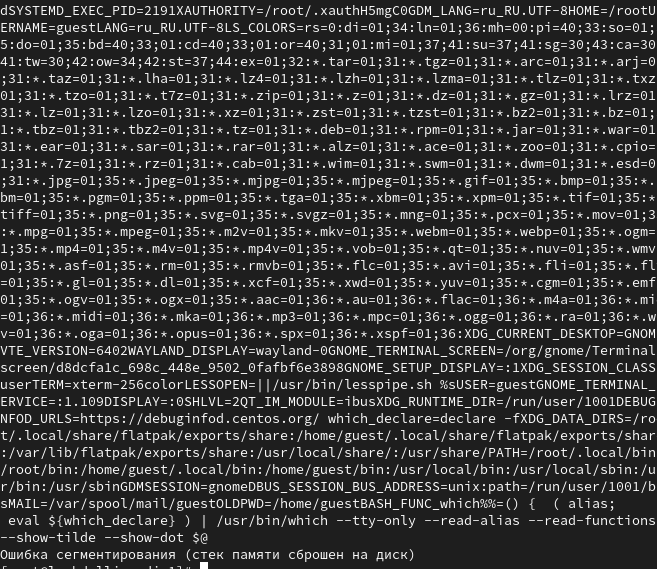 dSYSTEMD_EXEC_PID=2191XAUTHORITY=/root/.xauthH5mgC0GDM_LANG=ru_RU.UTF-8HOME=/rootU
ERNAME=guestLANG=ru_RU.UTF-8LS_COLORS=rs=0:di=01;34:ln=01;36:mh=00:pi=40;33:so=01;
5:do=01;35:bd=40;33;01:cd=40;33;01:or=40;31;01:mi=01;37;41:su=37;41:sg=30;43:ca=30
41:tw=30;42:ow=34;42:st=37;44:ex=01;32:*.tar=01;31:*.tgz=01;31:*.arc=01;31:*.arj=0
;31:*.taz=01;31:*.lha=01;31:*.lz4=01;31:*.lzh=01;31:*.lzma=01;31:*.tlz=01;31:*.txz
01;31:*.tzo=01;31:*.t7z=01;31:*.zip=01;31:*.z=01;31:*.dz=01;31:*.gz=01;31:*.lrz=01
;31:*.lz=01;31:*.lzo=01;31:*.xz=01;31:*.zst=01;31:*.tzst=01;31:*.bz2=01;31:*.bz=01
1:*.tbz=01;31:*.tbz2=01;31:*.tz=01;31:*.deb=01;31:*.rpm=01;31:*.jar=01;31:*.war=01
;31:*.ear=01;31:*.sar=01;31:*.rar=01;31:*.alz=01;31:*.ace=01;31:*.zoo=01;31:*.cpio=
1;31:*.7z=01;31:*.rz=01;31:*.cab=01;31:*.wim=01;31:*.swm=01;31:*.dwm=01;31:*.esd=0
;31:*.jpg=01;35:*.jpeg=01;35:*.mjpg=01;35:*.mjpeg=01;35:*.gif=01;35:*.bmp=01;35:*.
bm=01;35:*.pgm=01;35:*.ppm=01;35:*.tga=01;35:*.xbm=01;35:*.xpm=01;35:*.tif=01;35:*
tiff=01;35:*.png=01;35:*.svg=01;35:*.svgz=01;35:*.mng=01;35:*.pcx=01;35:*.mov=01;3
:*.mpg=01;35:*.mpeg=01;35:*.m2v=01;35:*.mkv=01;35:*.webm=01;35:*.webp=01;35:*.ogm=
1;35:*.mp4=01;35:*.m4v=01;35:*.mp4v=01;35:*.vob=01;35:*.qt=01;35:*.nuv=01;35:*.wmv
01;35:*.asf=01;35:*.rm=01;35:*.rmvb=01;35:*.flc=01;35:*.avi=01;35:*.fli=01;35:*.fl
=01;35:*.gl=01;35:*.dl=01;35:*.xcf=01;35:*.xwd=01;35:*.yuv=01;35:*.cgm=01;35:*.emf
01;35:*.ogv=01;35:*.ogx=01;35:*.aac=01;36:*.au=01;36:*.flac=01;36:*.m4a=01;36:*.mi
=01;36:*.midi=01;36:*.mka=01;36:*.mp3=01;36:*.mpc=01;36:*.ogg=01;36:*.ra=01;36:*.w
v=01;36:*.oga=01;36:*.opus=01;36:*.spx=01;36:*.xspf=01;36:XDG_CURRENT_DESKTOP=GNOM
VTE_VERSION=6402WAYLAND_DISPLAY=wayland-0GNOME_TERMINAL_SCREEN=/org/gnome/Terminal
screen/d8dcfa1c_698c_448e_9502_0fafbf6e3898GNOME_SETUP_DISPLAY=:1XDG_SESSION_CLASS
userTERM=xterm-256colorLESSOPEN=||/usr/bin/lesspipe.sh %sUSER=guestGNOME_TERMINAL_
ERVICE=:1.109DISPLAY=:0SHLVL=2QT_IM_MODULE=ibusXDG_RUNTIME_DIR=/run/user/1001DEBUG
NFOD_URLS=https://debuginfod.centos.org/ which_declare=declare -fXDG_DATA_DIRS=/ro
t/.local/share/flatpak/exports/share:/home/guest/.local/share/flatpak/exports/shar
:/var/lib/flatpak/exports/share:/usr/local/share/:/usr/share/PATH=/root/.local/bin
/root/bin:/home/guest/.local/bin:/home/guest/bin:/usr/local/bin:/usr/local/sbin:/u
r/bin:/usr/sbinGDMSESSION=gnomeDBUS_SESSION_BUS_ADDRESS=unix:path=/run/user/1001/b
sMAIL=/var/spool/mail/guestOLDPWD=/home/guestBASH_FUNC_which%%=() {  ( alias;
 eval ${which_declare} ) | /usr/bin/which --tty-only --read-alias --read-functions
--show-tilde --show-dot $@
Ошибка сегментирования (стек памяти сброшен на диск)